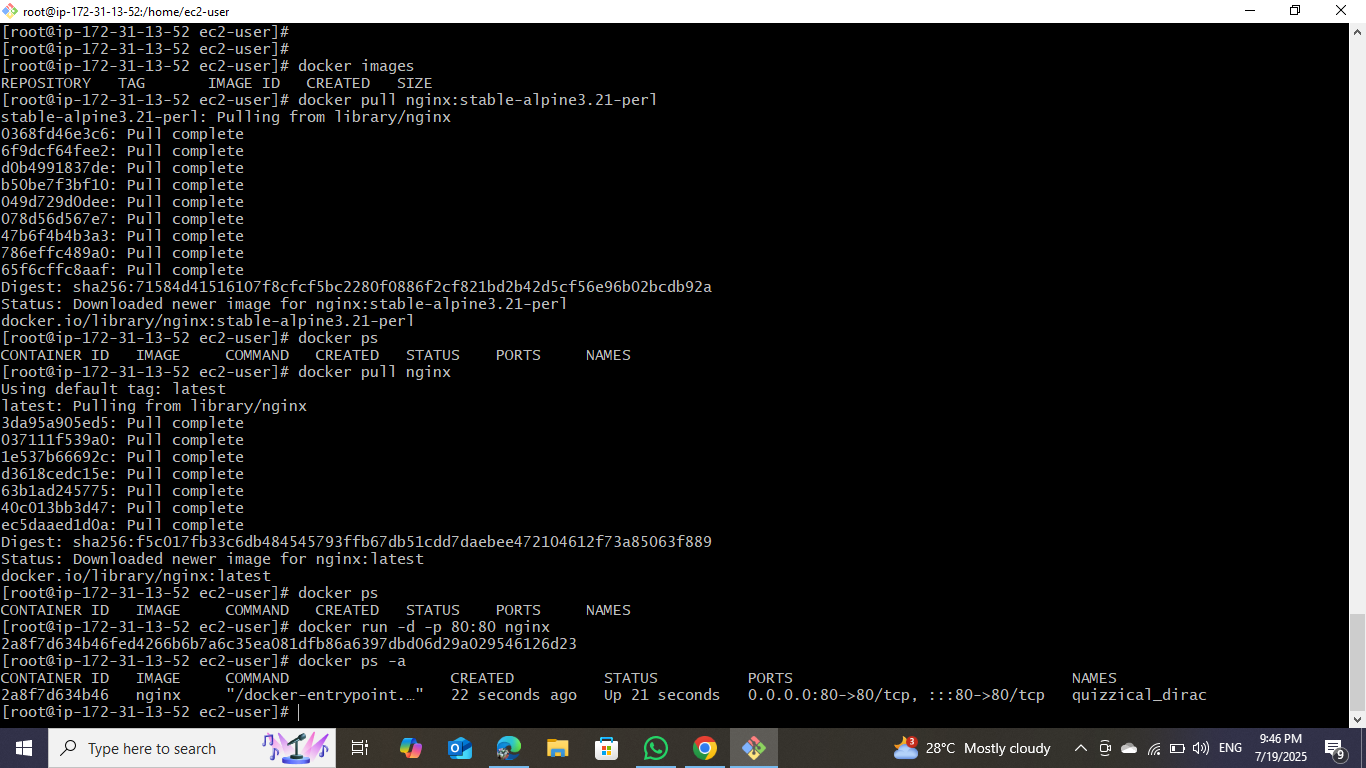 root@ip-172-31-13-52:/home/ec2-user
[root@ip-172-31-13-52 ec2-user]#
[root@ip-172-31-13-52 ec2-user]#
[root@ip-172-31-13-52 ec2-user]# docker images
REPOSITORY   TAG       IMAGE ID   CREATED   SIZE
[root@ip-172-31-13-52 ec2-user]# docker pull nginx:stable-alpine3.21-perl
stable-alpine3.21-perl: Pulling from library/nginx
0368fd46e3c6: Pull complete
6f9dcf64fee2: Pull complete
d0b4991837de: Pull complete
b50be7f3bf10: Pull complete
049d729d0dee: Pull complete
078d56d567e7: Pull complete
47b6f4b4b3a3: Pull complete
786effc489a0: Pull complete
65f6cffc8aaf: Pull complete
Digest: sha256:71584d41516107f8cfcf5bc2280f0886f2cf821bd2b42d5cf56e96b02bcdb92a
Status: Downloaded newer image for nginx:stable-alpine3.21-perl
docker.io/library/nginx:stable-alpine3.21-perl
[root@ip-172-31-13-52 ec2-user]# docker ps
CONTAINER ID   IMAGE     COMMAND   CREATED   STATUS    PORTS     NAMES
[root@ip-172-31-13-52 ec2-user]# docker pull nginx
Using default tag: latest
latest: Pulling from library/nginx
3da95a905ed5: Pull complete
037111f539a0: Pull complete
1e537b66692c: Pull complete
d3618cedc15e: Pull complete
63b1ad245775: Pull complete
40c013bb3d47: Pull complete
ec5daaed1d0a: Pull complete
Digest: sha256:f5c017fb33c6db484545793ffb67db51cdd7daebee472104612f73a85063f889
Status: Downloaded newer image for nginx:latest
docker.io/library/nginx:latest
[root@ip-172-31-13-52 ec2-user]# docker ps
CONTAINER ID   IMAGE     COMMAND   CREATED   STATUS    PORTS     NAMES
[root@ip-172-31-13-52 ec2-user]# docker run -d -p 80:80 nginx
2a8f7d634b46fed4266b6b7a6c35ea081dfb86a6397dbd06d29a029546126d23
[root@ip-172-31-13-52 ec2-user]# docker ps -a
CONTAINER ID   IMAGE     COMMAND                  CREATED          STATUS          PORTS                               NAMES
2a8f7d634b46   nginx     "/docker-entrypoint.…"   22 seconds ago   Up 21 seconds   0.0.0.0:80->80/tcp, :::80->80/tcp   quizzical_dirac
[root@ip-172-31-13-52 ec2-user]#
Type here to search
3
28°C Mostly cloudy
ENG
9:46 PM
7/19/2025
9